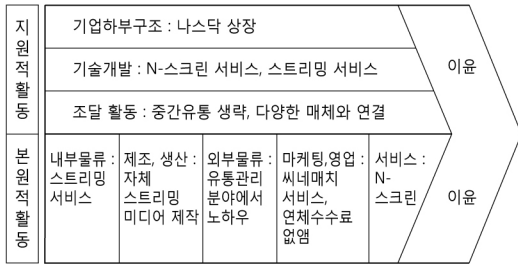 지원적활동
기업하부구조 : 나스닥 상장
기술개발 : N-스크린 서비스, 스트리밍 서비스
조달 활동 : 중간유통 생략, 다양한 매체와 연결
이윤
본원적활동
내부물류 :
스트리밍
서비스
제조, 생산 :
자체
스트리밍
미디어 제작
외부물류 :
유통관리
분야에서
노하우
마케팅,영업 :
씨네매치
서비스,
연체수수료
없앰
서비스 :
N-
스크린
이윤